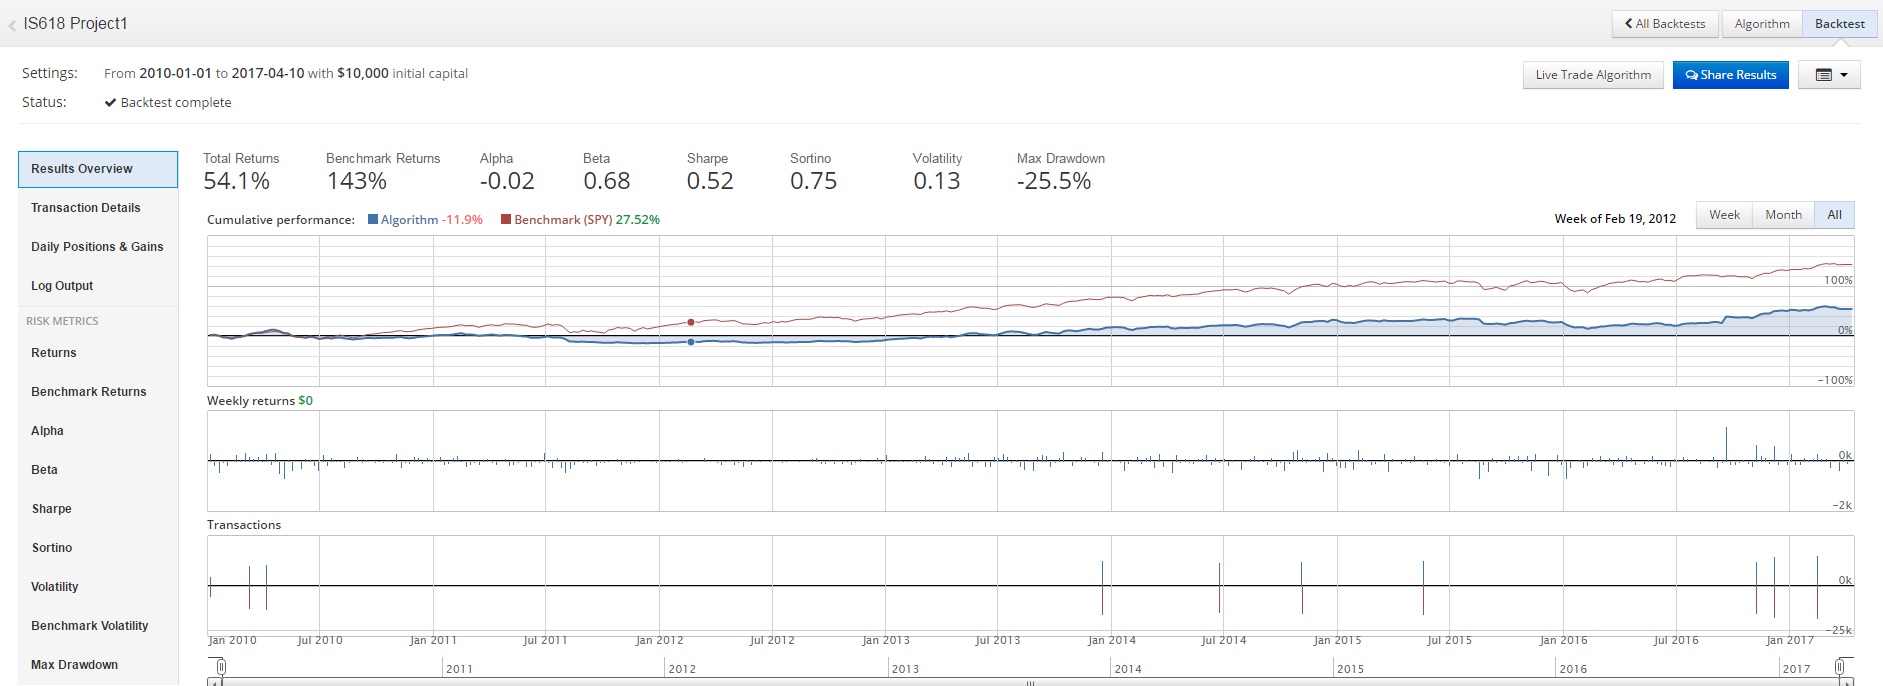 IS618 Project1
All Backtests
Algorithm
Backtest
Settings: From 2010-01-01 to 2017-04-10 with $10,000 initial capital
Status: Backtest complete
Live Trade Algorithm
Share Results
Results Overview
Transaction Details
Daily Positions & Gains
Log Output
RISK METRICS
Returns
Benchmark Returns
Alpha
Beta
Sharpe
Sortino
Volatility
Benchmark Volatility
Max Drawdown
Total Returns Benchmark Returns Alpha Beta Sharpe Sortino Volatility Max Drawdown
54.1% 143% -0.02 0.68 0.52 0.75 0.13 -25.5%
Cumulative performance: Algorithm -11.9% Benchmark (SPY) 27.52%
Week of Feb 19, 2012
Week Month All
100%
0%
-100%
Weekly returns $0
0k
-2k
Transactions
0k
-25k
Jan 2010 Jul 2010 Jan 2011 Jul 2011 Jan 2012 Jul 2012 Jan 2013 Jul 2013 Jan 2014 Jul 2014 Jan 2015 Jul 2015 Jan 2016 Jul 2016 Jan 2017
2011 2012 2013 2014 2015 2016 2017